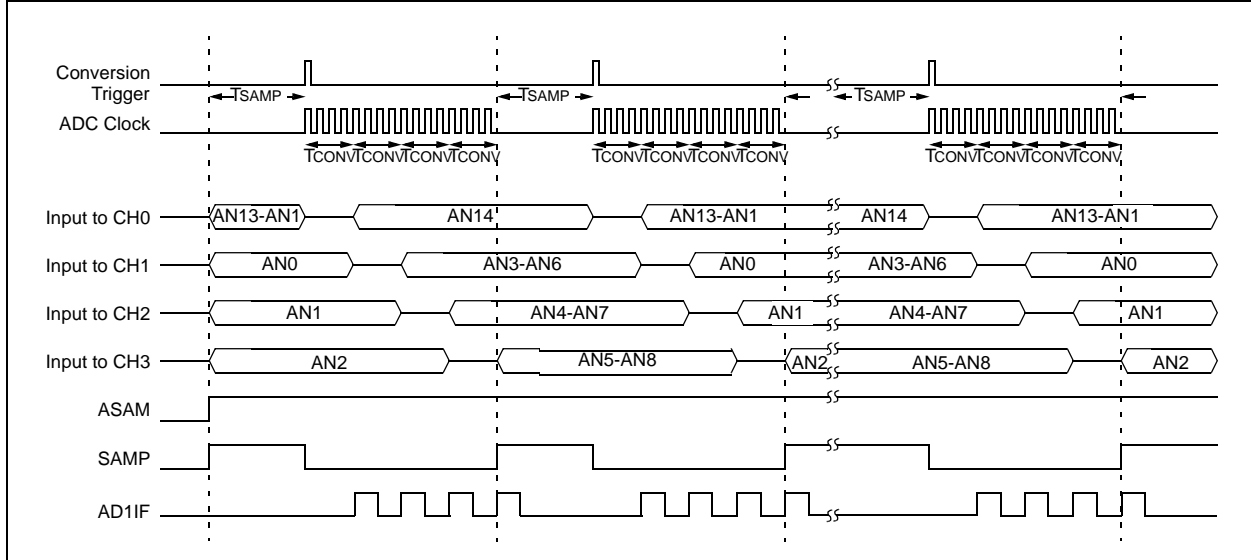 Conversion
Trigger
TSAMP TSAMP TSAMP
ADC Clock
TCONV TCONV TCONV TCONV TCONV TCONV TCONV TCONV TCONV TCONV TCONV TCONV
Input to CH0 AN13-AN1 AN14 AN13-AN1 AN14 AN13-AN1
Input to CH1 AN0 AN3-AN6 AN0 AN3-AN6 AN0
Input to CH2 AN1 AN4-AN7 AN1 AN4-AN7 AN1
Input to CH3 AN2 AN5-AN8 AN2 AN5-AN8 AN2
ASAM
SAMP
AD1IF